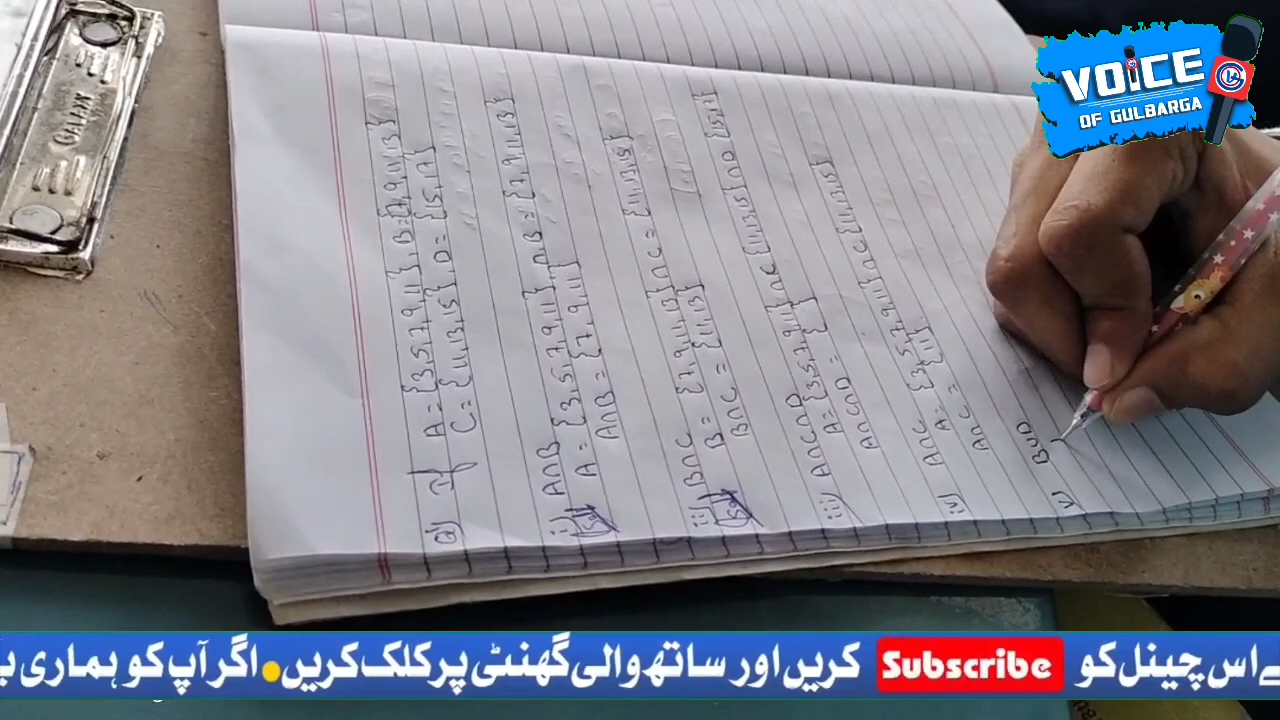 VOICE
OF GULBARGA
GALAXY
Q) If A = {3,5,7,9,11}, B = {7,9,11,13}
C = {11,13,15}, D = {15,17}
i) A∩B
Sol A = {3,5,7,9,11} ∩ B = {7,9,11,13}
A∩B = {7,9,11}
ii) B∩C
Sol B = {7,9,11,13} ∩ C = {11,13,15}
B∩C = {11,13}
iii) A∩C∩D
A = {3,5,7,9,11} ∩ C {11,13,15} ∩ D {15,17}
A∩C∩D = { }
iv) A∩C
A = {3,5,7,9,11} ∩ C {11,13,15}
A∩C = {11}
v) B∪D
ے اس چینل کو Subscribe کریں اور ساتھ والی گھنٹی پر کلک کریں • اگر آپ کو ہماری